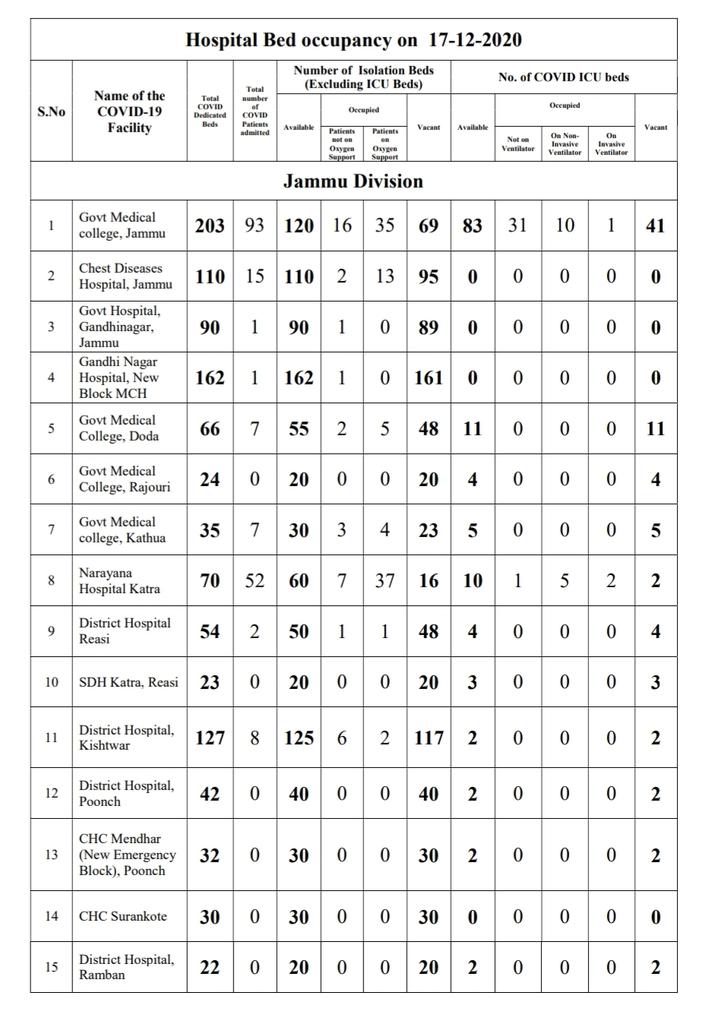 Hospital Bed occupancy on 17-12-2020
S.No
Name of the
COVID-19
Facility
Total
COVID
Dedicated
Beds
Total
number
of
COVID
Patients
admitted
Number of Isolation Beds
(Excluding ICU Beds)
Available
Occupied
Patients
not on
Oxygen
Support
Patients
on
Oxygen
Support
Vacant
No. of COVID ICU beds
Available
Occupied
Not on
Ventilator
On Non-
Invasive
Ventilator
On
Invasive
Ventilator
Vacant
Jammu Division
1 Govt Medical
college, Jammu 203 93 120 16 35 69 83 31 10 1 41
2 Chest Diseases
Hospital, Jammu 110 15 110 2 13 95 0 0 0 0 0
3 Govt Hospital,
Gandhinagar,
Jammu 90 1 90 1 0 89 0 0 0 0 0
4 Gandhi Nagar
Hospital, New
Block MCH 162 1 162 1 0 161 0 0 0 0 0
5 Govt Medical
College, Doda 66 7 55 2 5 48 11 0 0 0 11
6 Govt Medical
College, Rajouri 24 0 20 0 0 20 4 0 0 0 4
7 Govt Medical
college, Kathua 35 7 30 3 4 23 5 0 0 0 5
8 Narayana
Hospital Katra 70 52 60 7 37 16 10 1 5 2 2
9 District Hospital
Reasi 54 2 50 1 1 48 4 0 0 0 4
10 SDH Katra, Reasi 23 0 20 0 0 20 3 0 0 0 3
11 District Hospital,
Kishtwar 127 8 125 6 2 117 2 0 0 0 2
12 District Hospital,
Poonch 42 0 40 0 0 40 2 0 0 0 2
13 CHC Mendhar
(New Emergency
Block), Poonch 32 0 30 0 0 30 2 0 0 0 2
14 CHC Surankote 30 0 30 0 0 30 0 0 0 0 0
15 District Hospital,
Ramban 22 0 20 0 0 20 2 0 0 0 2